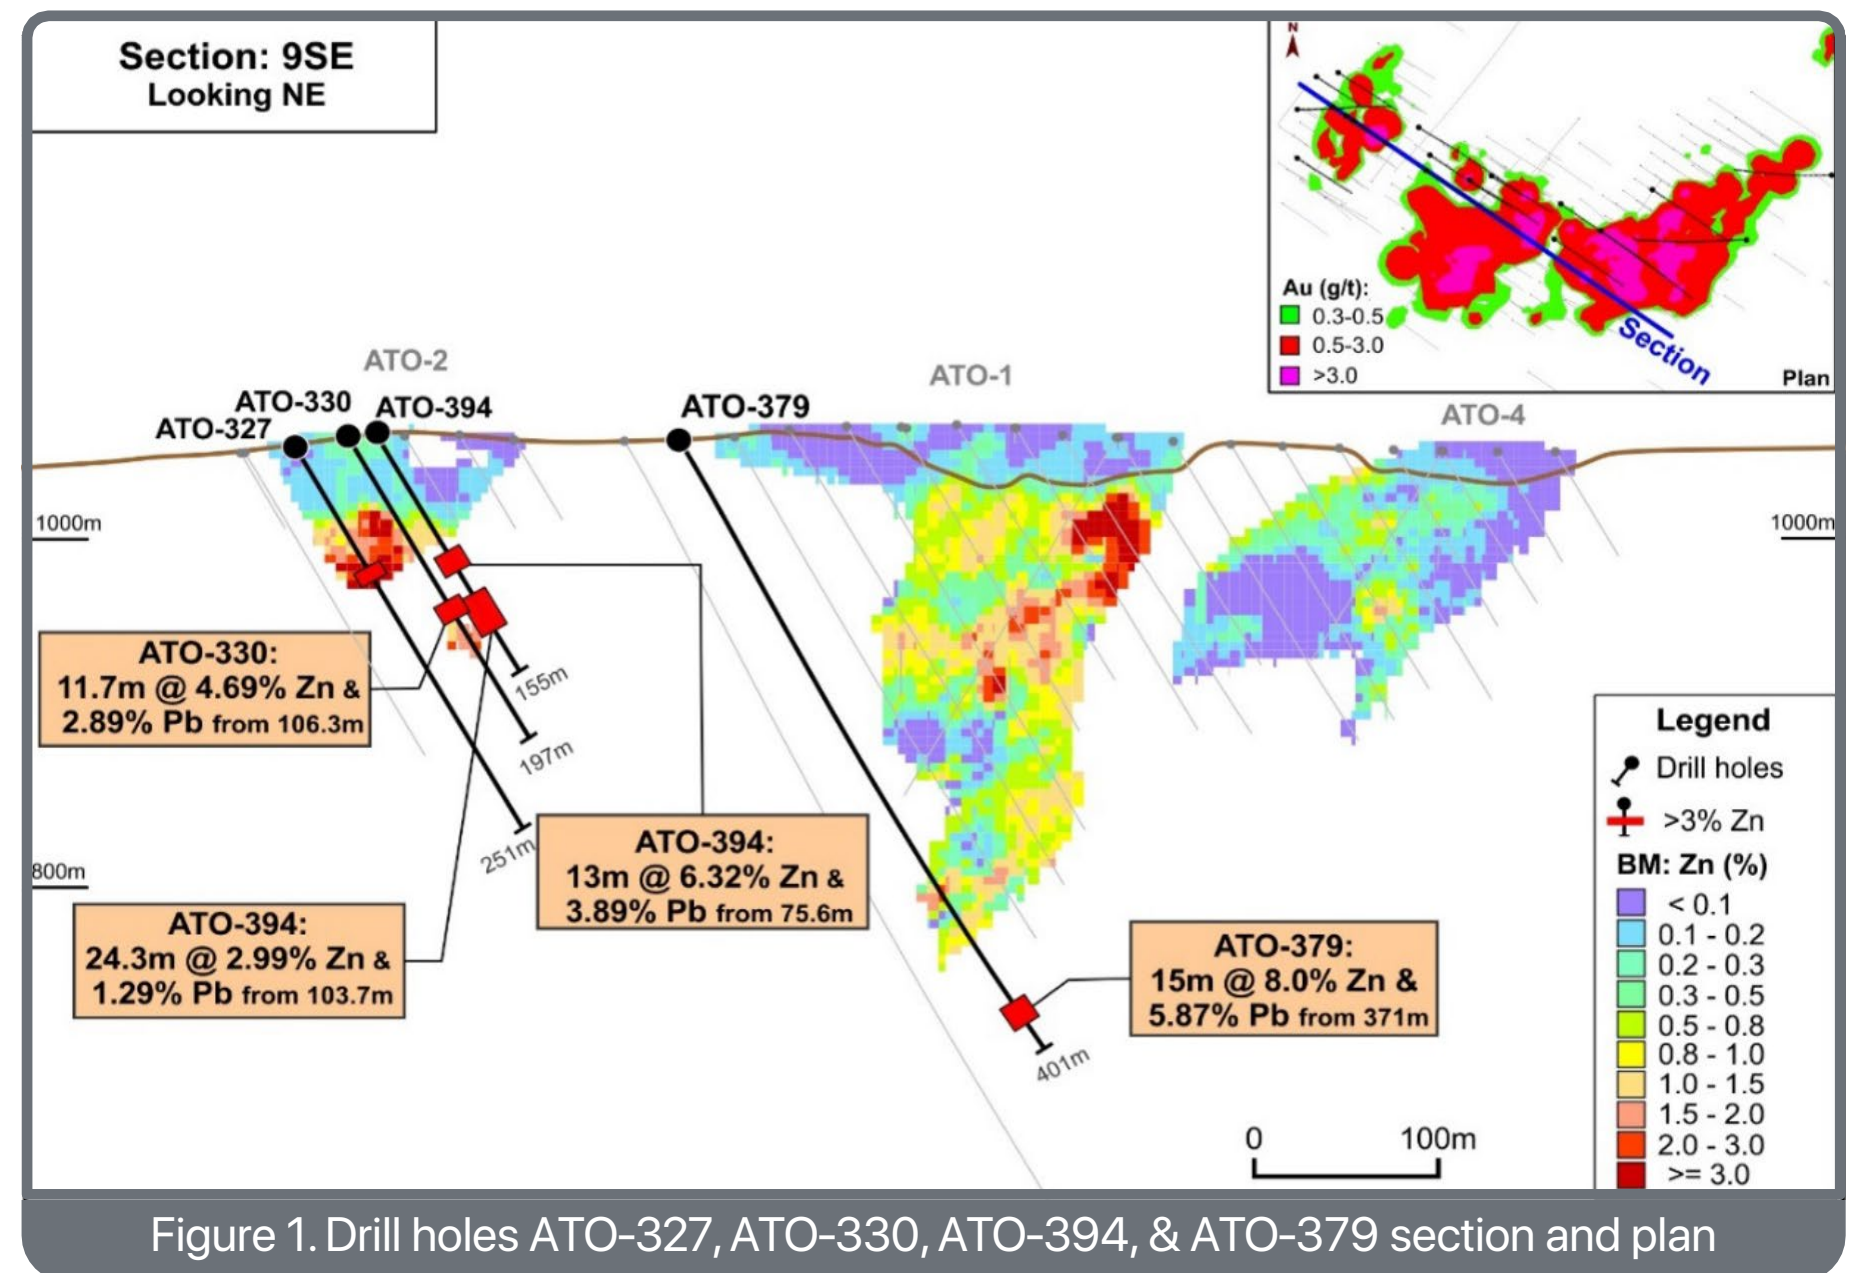 Section: 9SE
Looking NE
N
Au (g/t):
0.3-0.5
0.5-3.0
>3.0
Section
Plan
ATO-2
ATO-1
ATO-4
ATO-330
ATO-394
ATO-327
ATO-379
1000m
1000m
800m
ATO-330:
11.7m @ 4.69% Zn &
2.89% Pb from 106.3m
155m
197m
251m
ATO-394:
13m @ 6.32% Zn &
3.89% Pb from 75.6m
ATO-394:
24.3m @ 2.99% Zn &
1.29% Pb from 103.7m
ATO-379:
15m @ 8.0% Zn &
5.87% Pb from 371m
401m
0 100m
Legend
Drill holes
>3% Zn
BM: Zn (%)
< 0.1
0.1 - 0.2
0.2 - 0.3
0.3 - 0.5
0.5 - 0.8
0.8 - 1.0
1.0 - 1.5
1.5 - 2.0
2.0 - 3.0
>= 3.0
Figure 1. Drill holes ATO-327, ATO-330, ATO-394, & ATO-379 section and plan